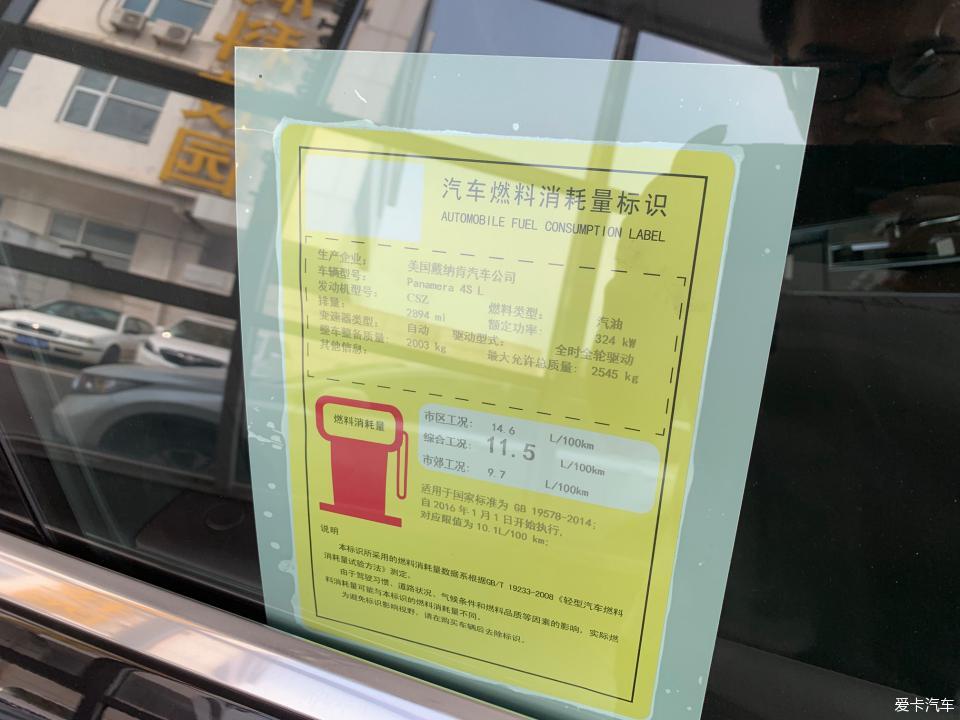 汽车燃料消耗量标识
AUTOMOBILE FUEL CONSUMPTION LABEL
生产企业： 美国戴纳肯汽车公司
车辆型号： Panamera 4S L
发动机型号： CSZ 燃料类型： 汽油
排量： 2894 ml 额定功率： 324 kW
变速器类型： 自动 驱动型式： 全时全轮驱动
整车整备质量： 2003 kg 最大允许总质量： 2545 kg
其他信息：
燃料消耗量
市区工况： 14.6 L/100km
综合工况： 11.5 L/100km
市郊工况： 9.7 L/100km
适用于国家标准为 GB 19578-2014；
自 2016 年 1 月 1 日开始执行，
对应限值为 10.1L/100 km；
说明
本标识所采用的燃料消耗量数据系根据GB/T 19233-2008《轻型汽车燃料
消耗量试验方法》测定。
由于驾驶习惯、道路状况、气候条件和燃料品质等因素的影响，实际燃
料消耗量可能与本标识的燃料消耗量不同。
为避免标识影响视野，请在购买车辆后去除标识。
园
爱卡汽车